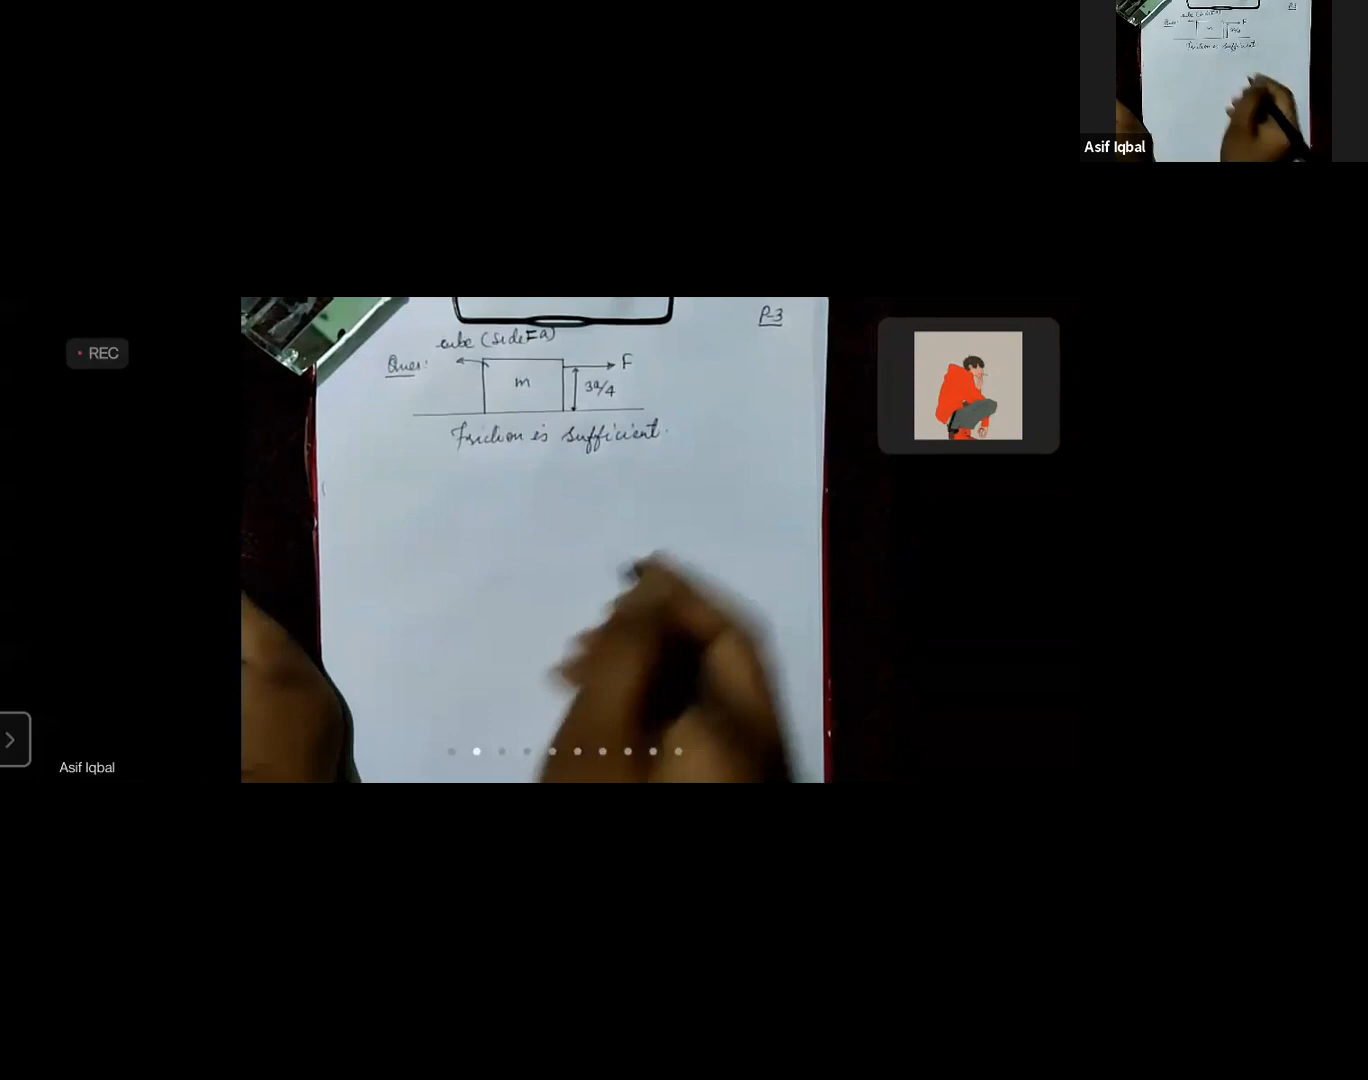 Asif Iqbal
REC
P-3
cube (side = a)
Ques:
F
m
3a/4
Friction is sufficient.
Asif Iqbal